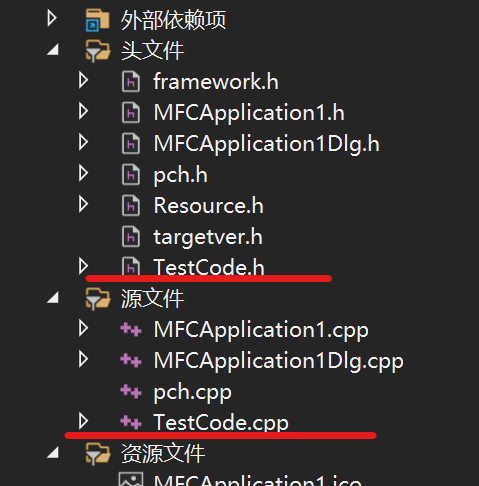 外部依赖项
头文件
framework.h
MFCApplication1.h
MFCApplication1Dlg.h
pch.h
Resource.h
targetver.h
TestCode.h
源文件
MFCApplication1.cpp
MFCApplication1Dlg.cpp
pch.cpp
TestCode.cpp
资源文件
MFCApplication1.ico